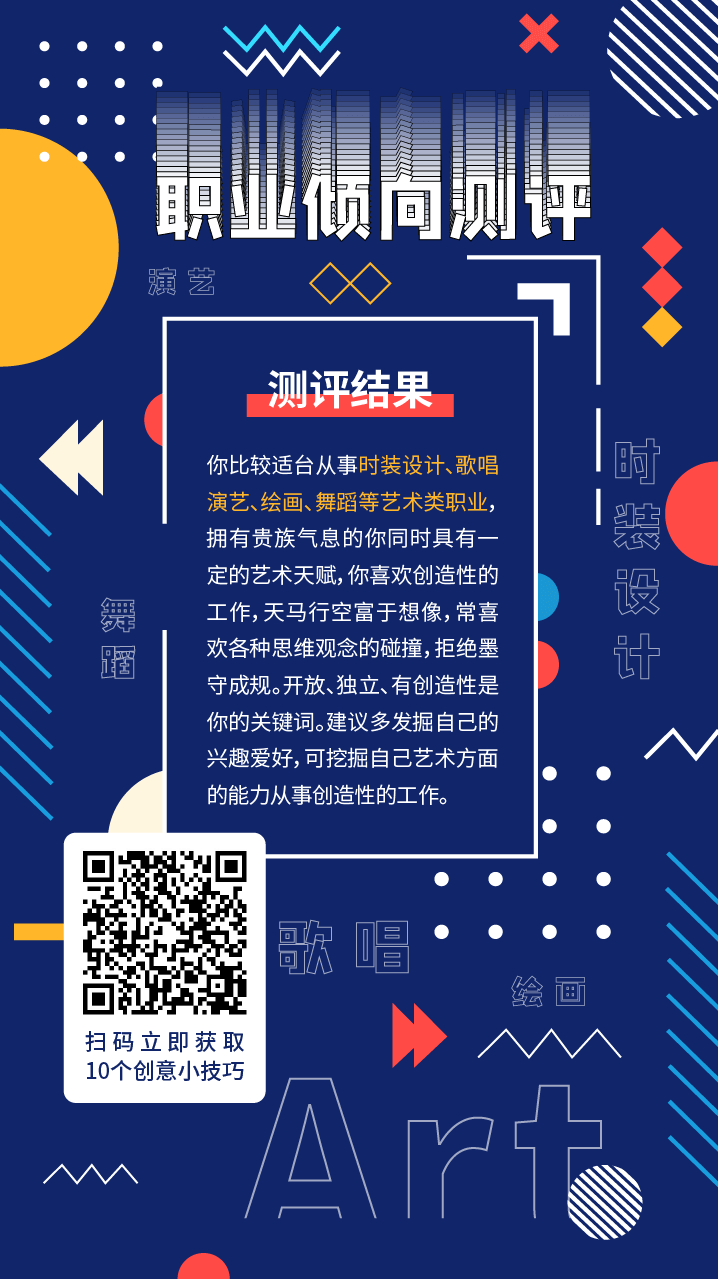 职业倾向测评
演艺
测评结果
你比较适台从事时装设计、歌唱
演艺、绘画、舞蹈等艺术类职业，
拥有贵族气息的你同时具有一
定的艺术天赋，你喜欢创造性的
工作，天马行空富于想像，常喜
欢各种思维观念的碰撞，拒绝墨
守成规。开放、独立、有创造性是
你的关键词。建议多发掘自己的
兴趣爱好，可挖掘自己艺术方面
的能力从事创造性的工作。
时装设计
舞蹈
歌唱
绘画
扫码立即获取
10个创意小技巧
Art